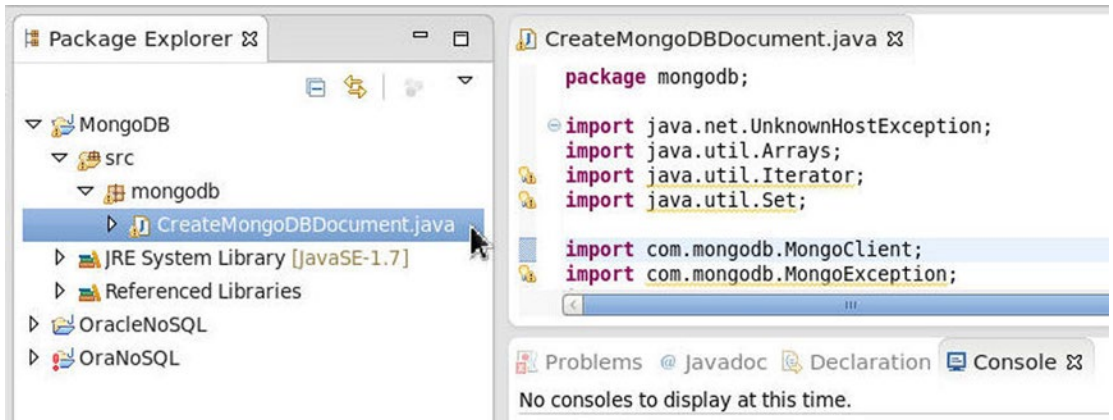 Package Explorer
MongoDB
src
mongodb
CreateMongoDBDocument.java
JRE System Library [JavaSE-1.7]
Referenced Libraries
OracleNoSQL
OraNoSQL
CreateMongoDBDocument.java
package mongodb;
import java.net.UnknownHostException;
import java.util.Arrays;
import java.util.Iterator;
import java.util.Set;
import com.mongodb.MongoClient;
import com.mongodb.MongoException;
Problems @ Javadoc Declaration Console
No consoles to display at this time.